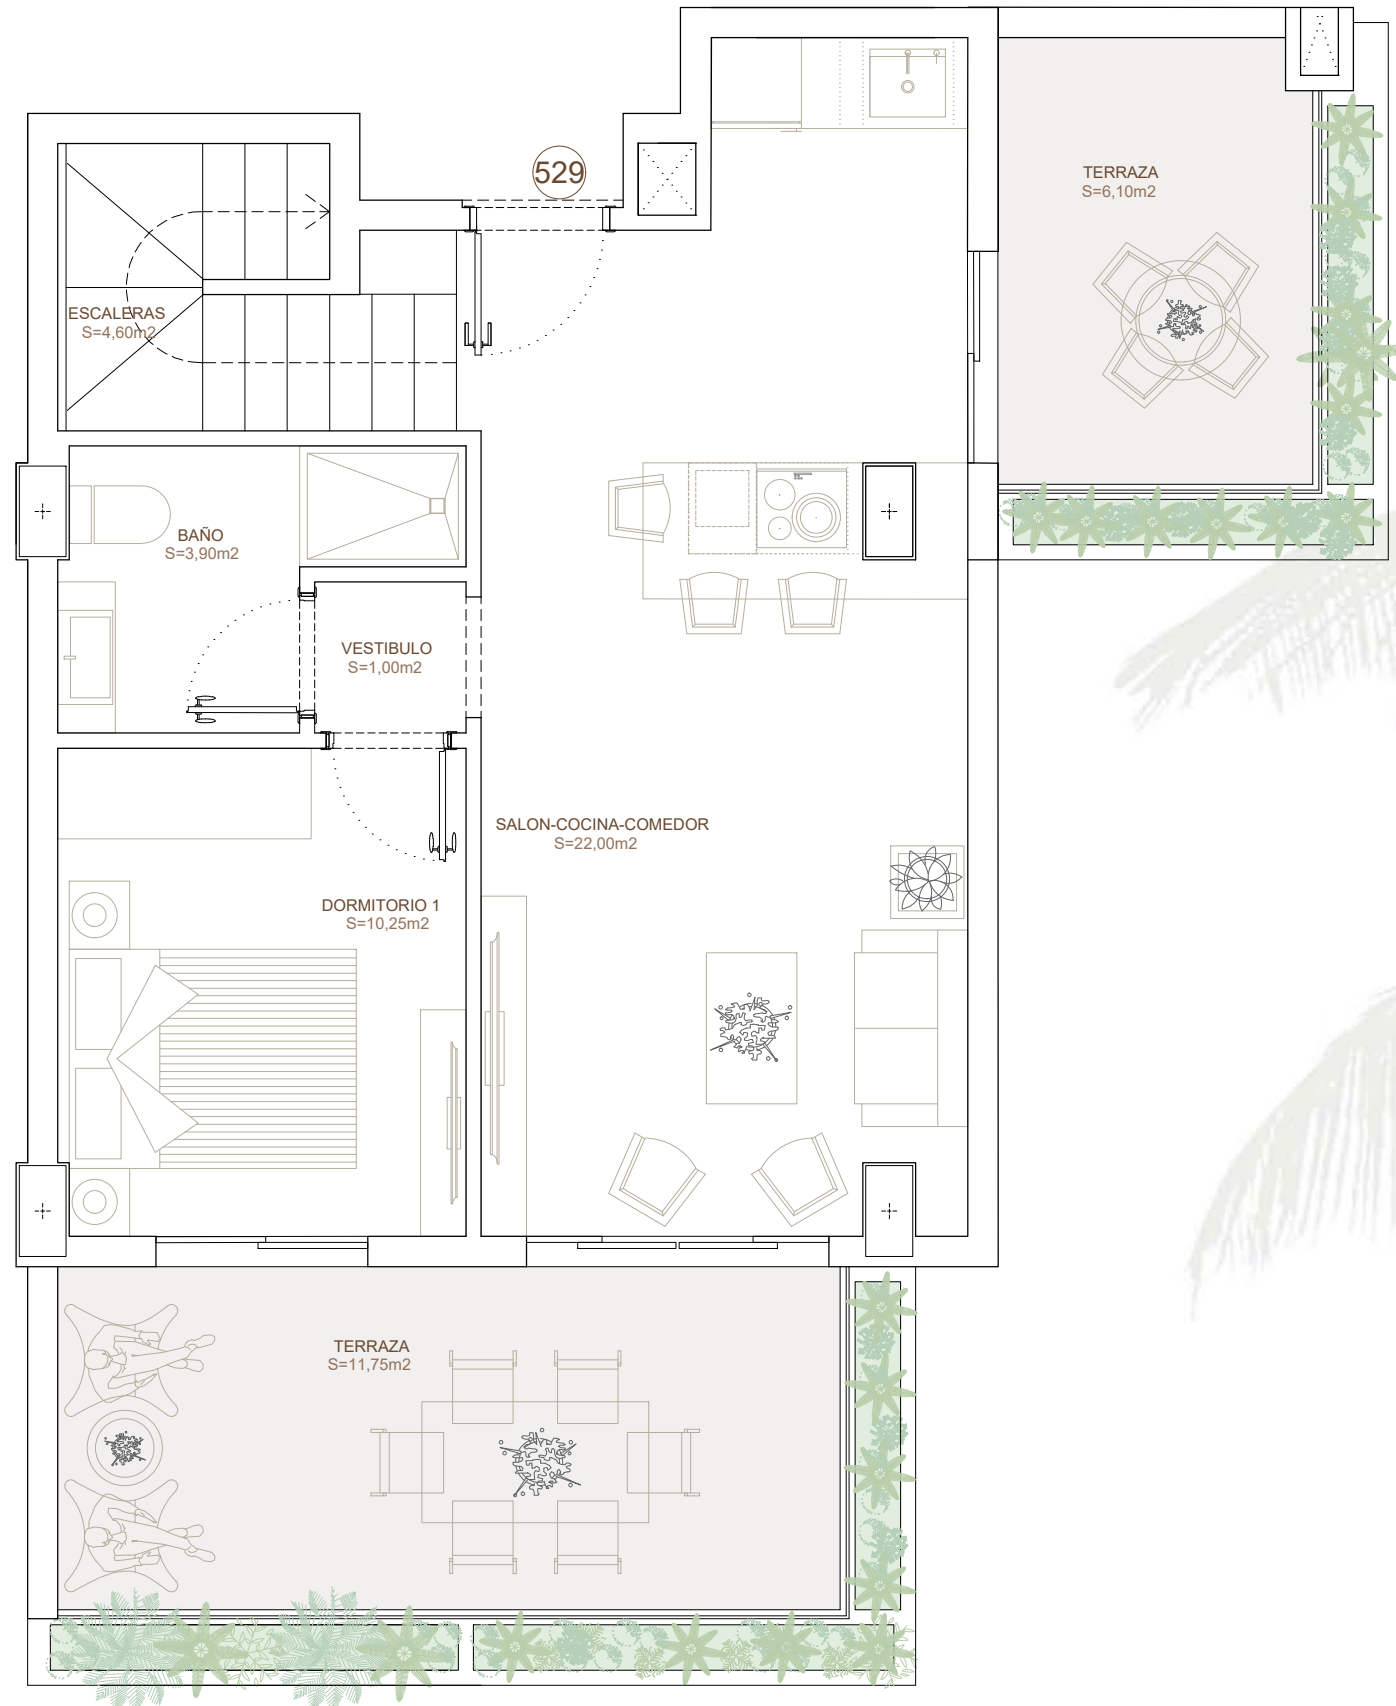 529
TERRAZA
S=6,10m2
ESCALERAS
S=4,60m2
BAÑO
S=3,90m2
VESTIBULO
S=1,00m2
SALON-COCINA-COMEDOR
S=22,00m2
DORMITORIO 1
S=10,25m2
TERRAZA
S=11,75m2